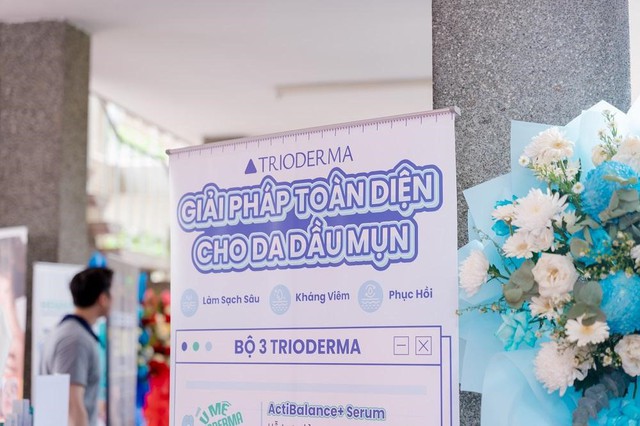 TRIODERMA
GIẢI PHÁP TOÀN DIỆN
CHO DA DẦU MỤN
Làm Sạch Sâu
Kháng Viêm
Phục Hồi
BỘ 3 TRIODERMA
ActiBalance+ Serum